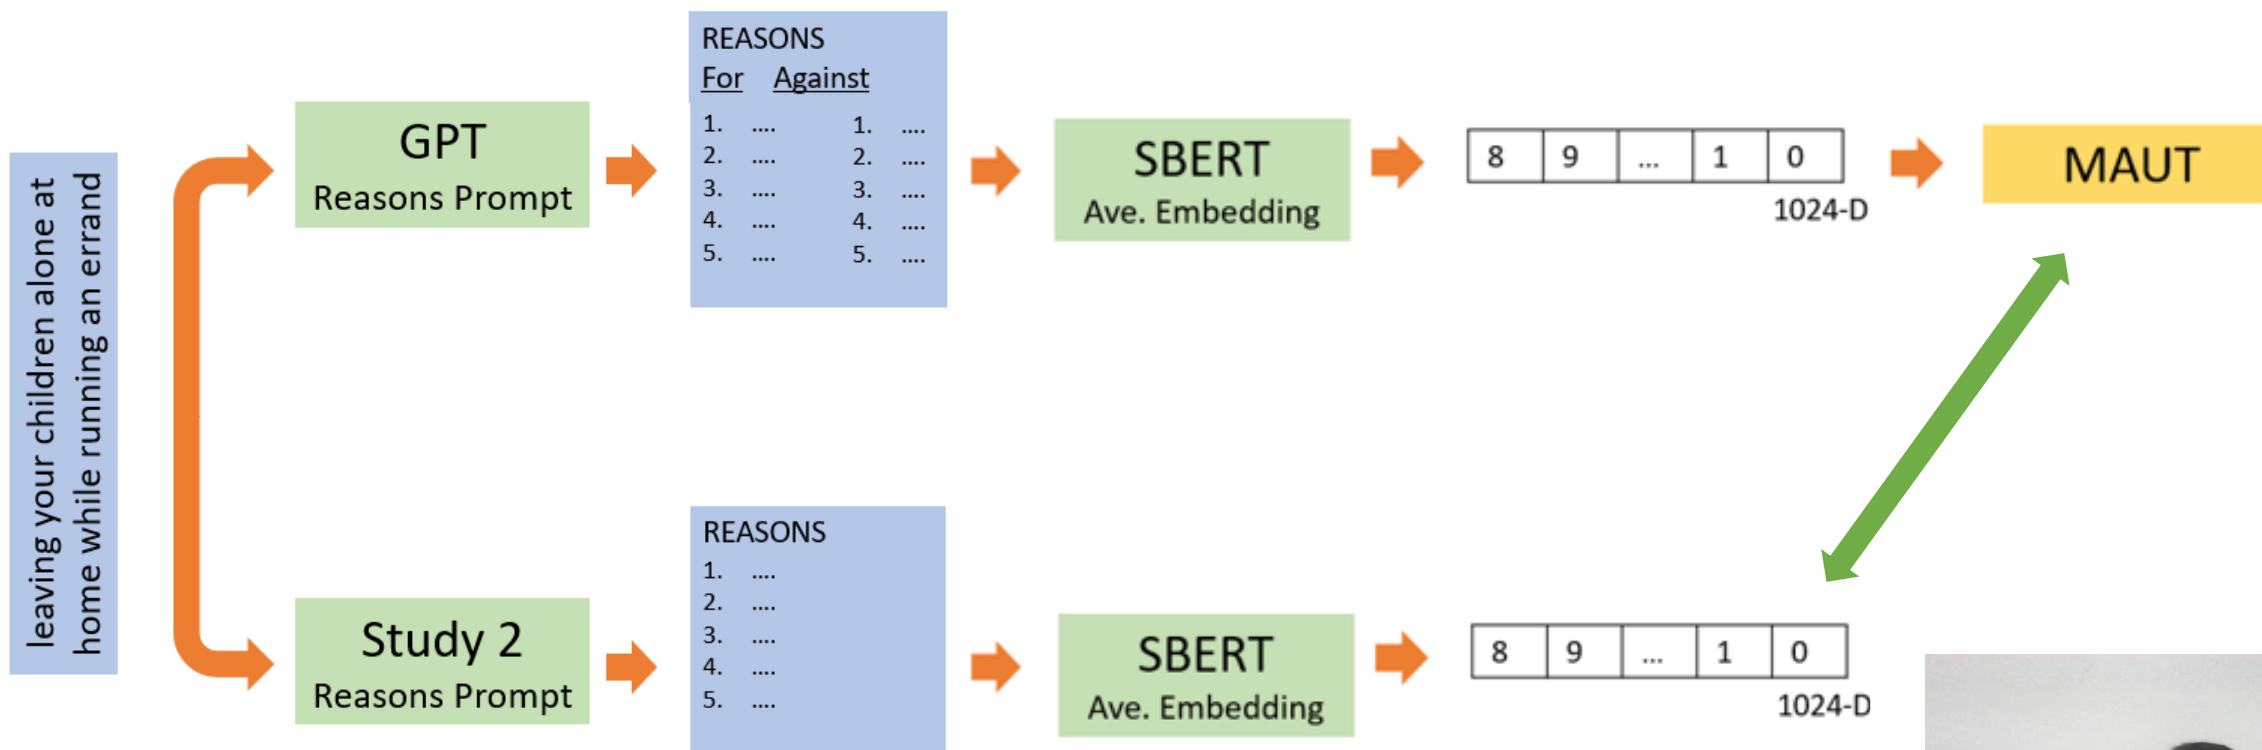 leaving your children alone at
home while running an errand
GPT
Reasons Prompt
REASONS
For Against
1. .... 1. ....
2. .... 2. ....
3. .... 3. ....
4. .... 4. ....
5. .... 5. ....
SBERT
Ave. Embedding
8 9 ... 1 0
1024-D
MAUT
Study 2
Reasons Prompt
REASONS
1. ....
2. ....
3. ....
4. ....
5. ....
SBERT
Ave. Embedding
8 9 ... 1 0
1024-D